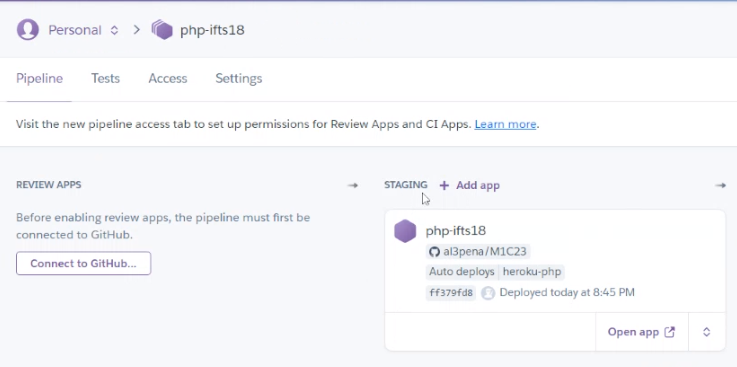 Personal php-ifts18
Pipeline Tests Access Settings
Visit the new pipeline access tab to set up permissions for Review Apps and CI Apps. Learn more.
REVIEW APPS
Before enabling review apps, the pipeline must first be
connected to GitHub.
Connect to GitHub...
STAGING + Add app
php-ifts18
al3pena/M1C23
Auto deploys heroku-php
ff379fd8 Deployed today at 8:45 PM
Open app